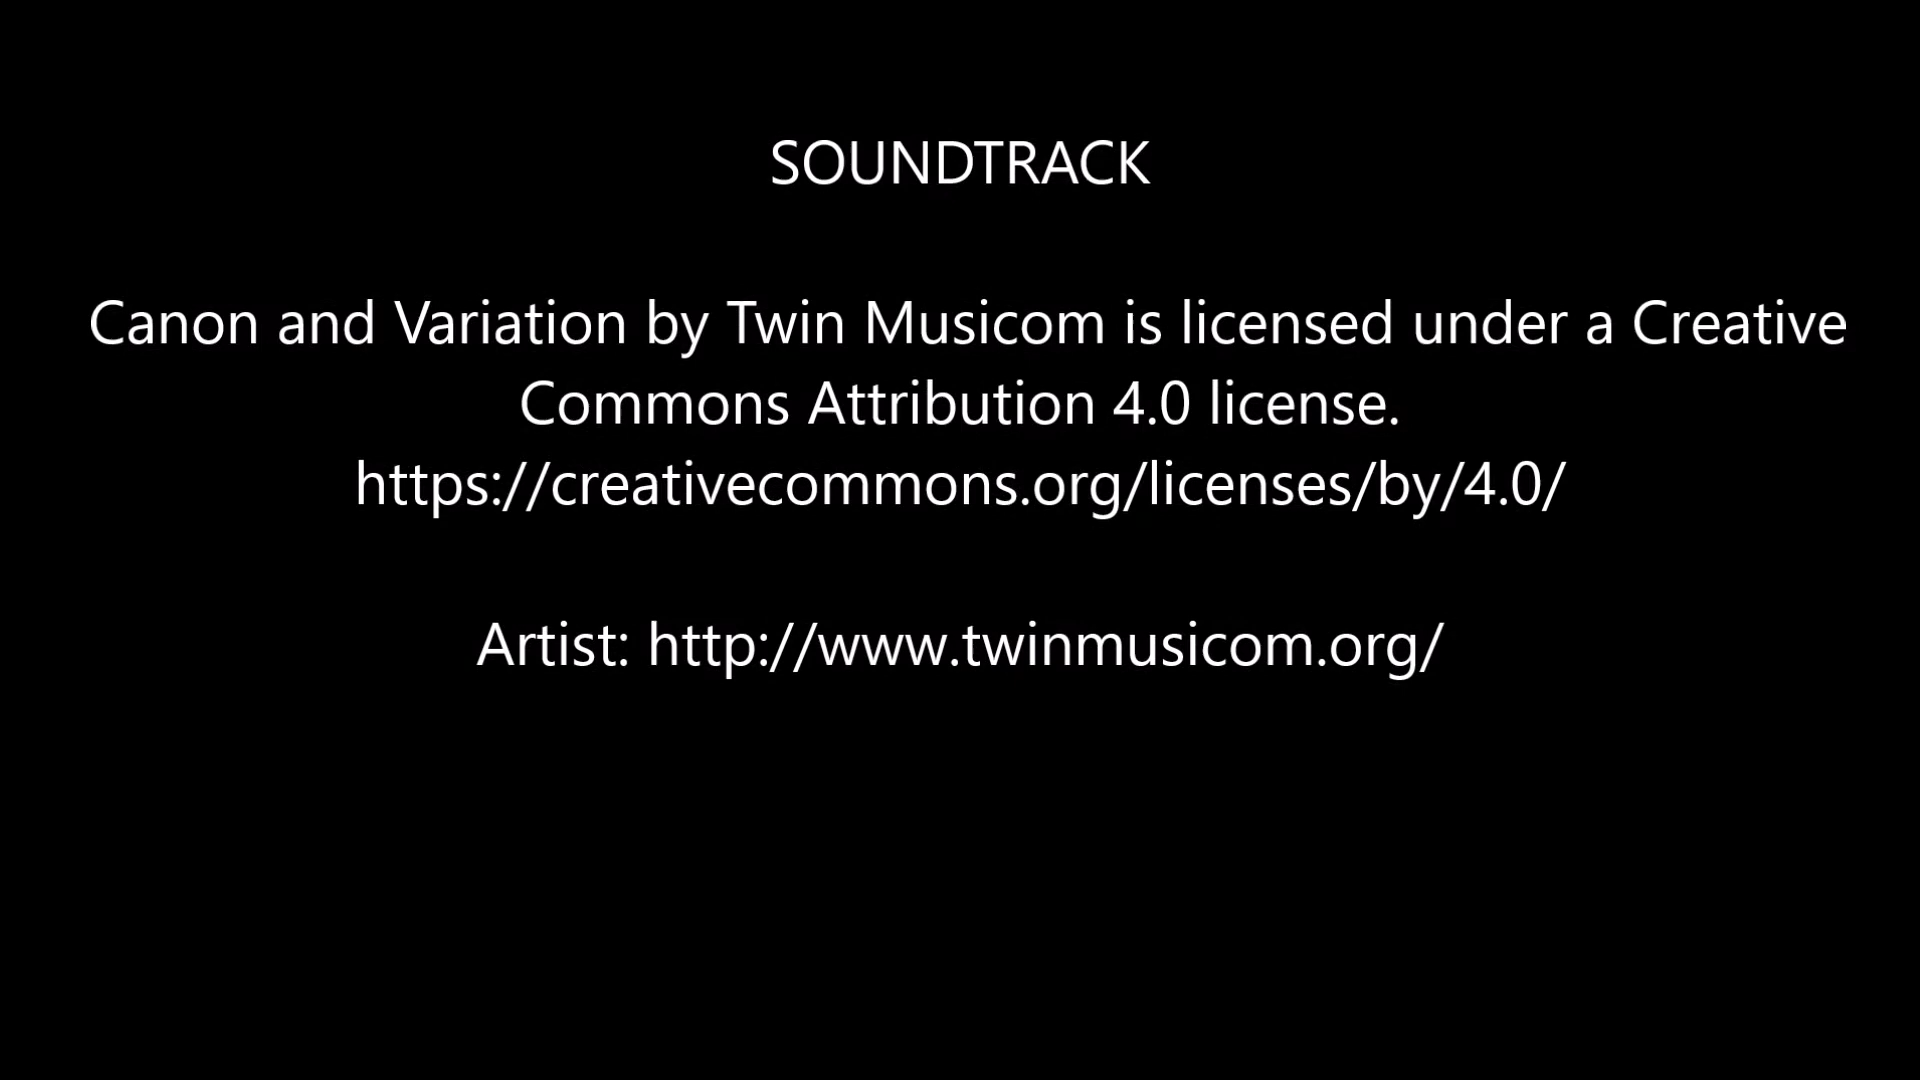 SOUNDTRACK
Canon and Variation by Twin Musicom is licensed under a Creative
Commons Attribution 4.0 license.
https://creativecommons.org/licenses/by/4.0/
Artist: http://www.twinmusicom.org/